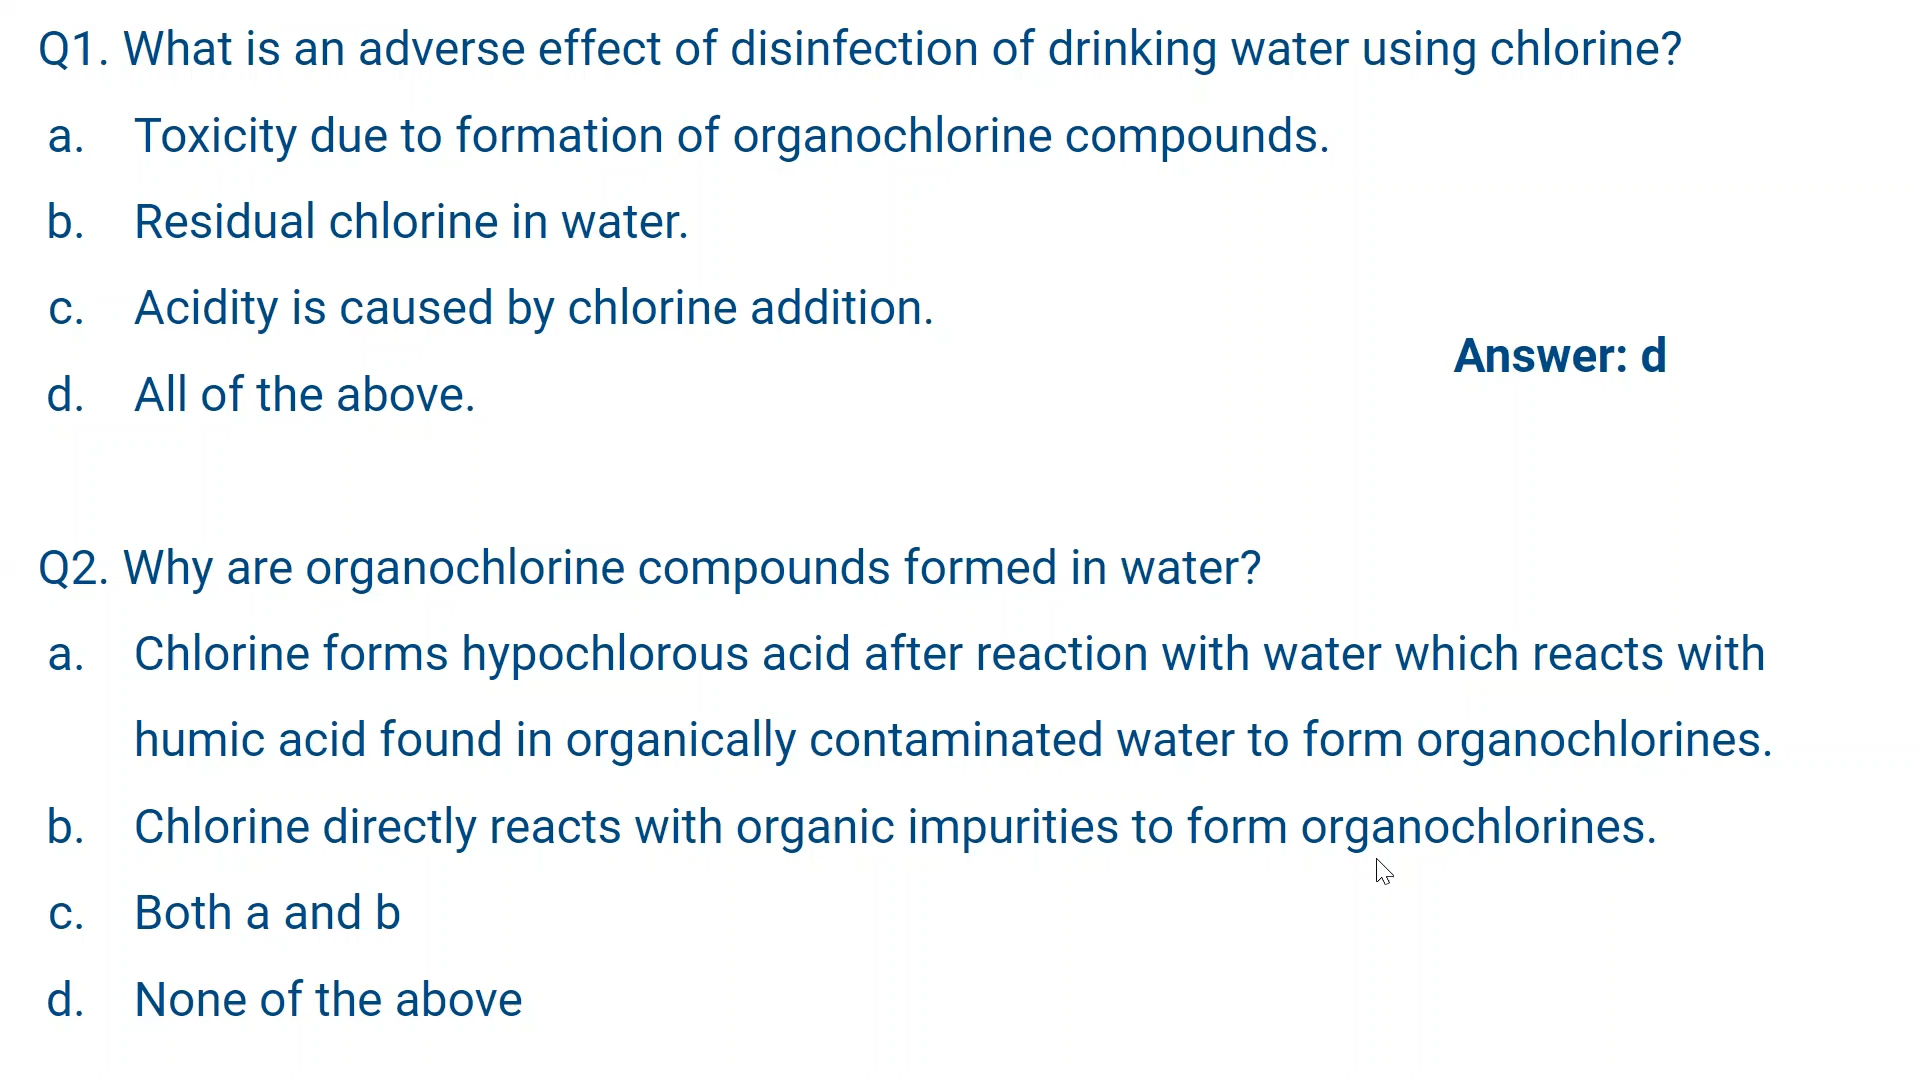 Q1. What is an adverse effect of disinfection of drinking water using chlorine?
a. Toxicity due to formation of organochlorine compounds.
b. Residual chlorine in water.
c. Acidity is caused by chlorine addition.
Answer: d
d. All of the above.
Q2. Why are organochlorine compounds formed in water?
a. Chlorine forms hypochlorous acid after reaction with water which reacts with
humic acid found in organically contaminated water to form organochlorines.
b. Chlorine directly reacts with organic impurities to form organochlorines.
c. Both a and b
d. None of the above